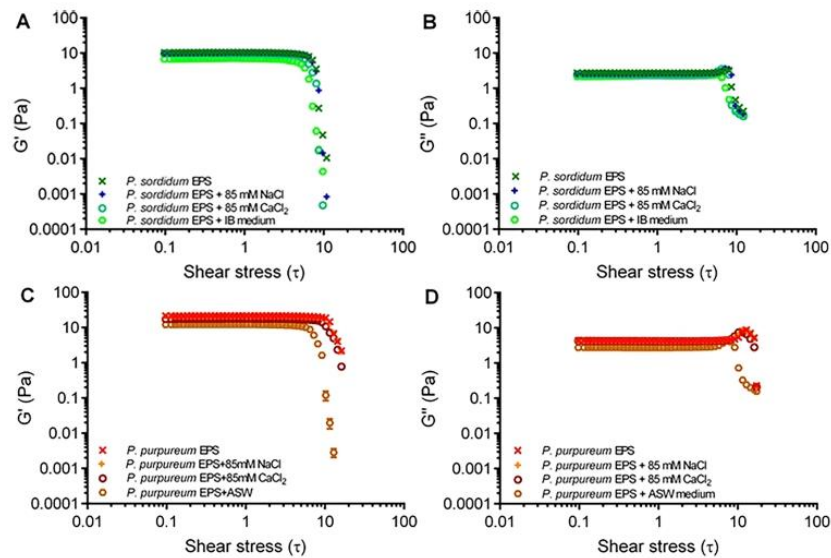 A
G' (Pa)
100
10
1
0.1
0.01
0.001
0.0001
P. sordidum EPS
P. sordidum EPS + 85 mM NaCl
P. sordidum EPS + 85 mM CaCl₂
P. sordidum EPS + IB medium
0.01 0.1 1 10 100
Shear stress (τ)
B
G'' (Pa)
100
10
1
0.1
0.01
0.001
0.0001
P. sordidum EPS
P. sordidum EPS + 85 mM NaCl
P. sordidum EPS + 85 mM CaCl₂
P. sordidum EPS + IB medium
0.01 0.1 1 10 100
Shear stress (τ)
C
G' (Pa)
100
10
1
0.1
0.01
0.001
0.0001
P. purpureum EPS
P. purpureum EPS+85mM NaCl
P. purpureum EPS+85mM CaCl₂
P. purpureum EPS+ASW
0.01 0.1 1 10 100
Shear stress (τ)
D
G'' (Pa)
100
10
1
0.1
0.01
0.001
0.0001
P. purpureum EPS
P. purpureum EPS + 85 mM NaCl
P. purpureum EPS + 85 mM CaCl₂
P. purpureum EPS + ASW medium
0.01 0.1 1 10 100
Shear stress (τ)